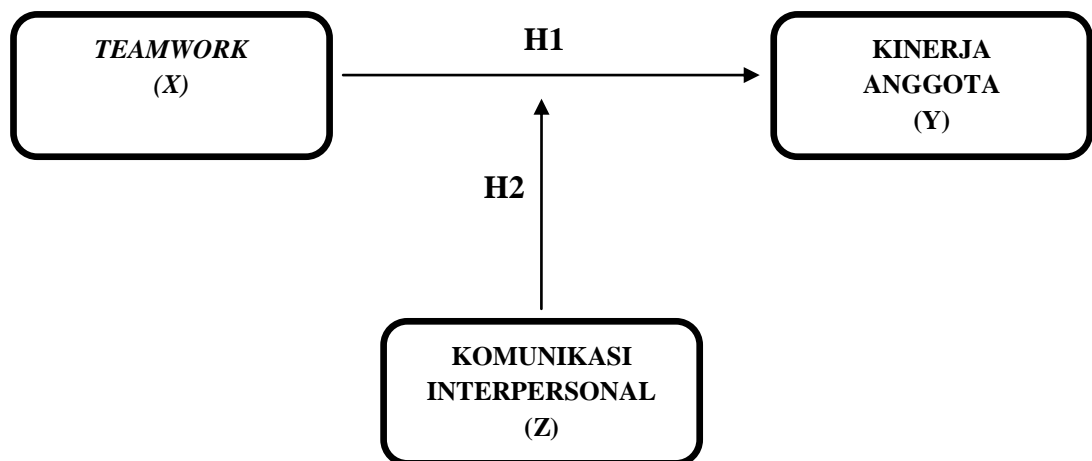 TEAMWORK
(X)
H1
KINERJA
ANGGOTA
(Y)
H2
KOMUNIKASI
INTERPERSONAL
(Z)